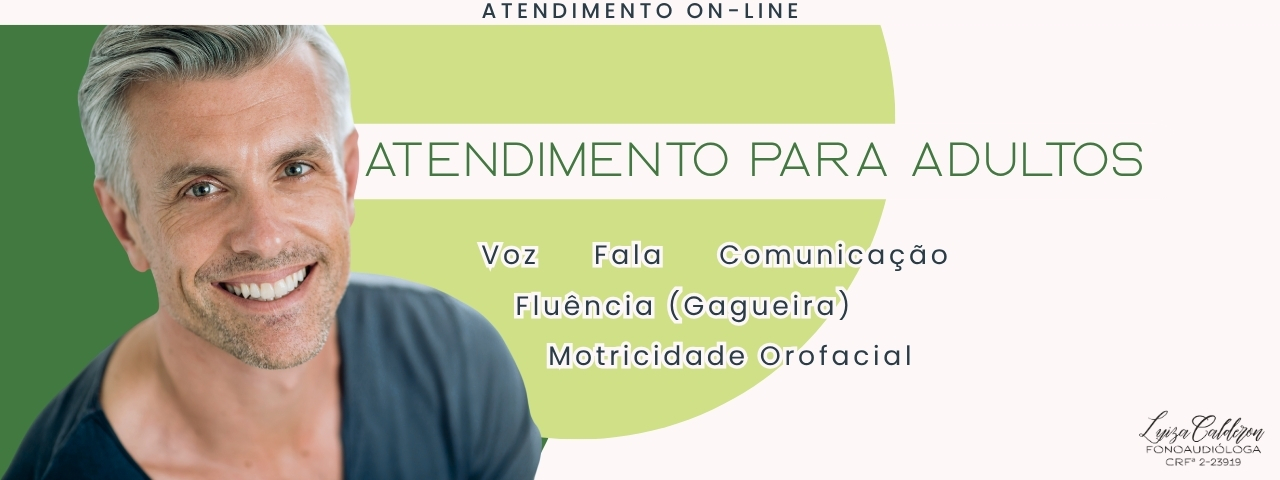 ATENDIMENTO ON-LINE
ATENDIMENTO PARA ADULTOS
Voz Fala Comunicação
Fluência (Gagueira)
Motricidade Orofacial
Luiza Calderon
FONOAUDIÓLOGA
CRFª 2-23919